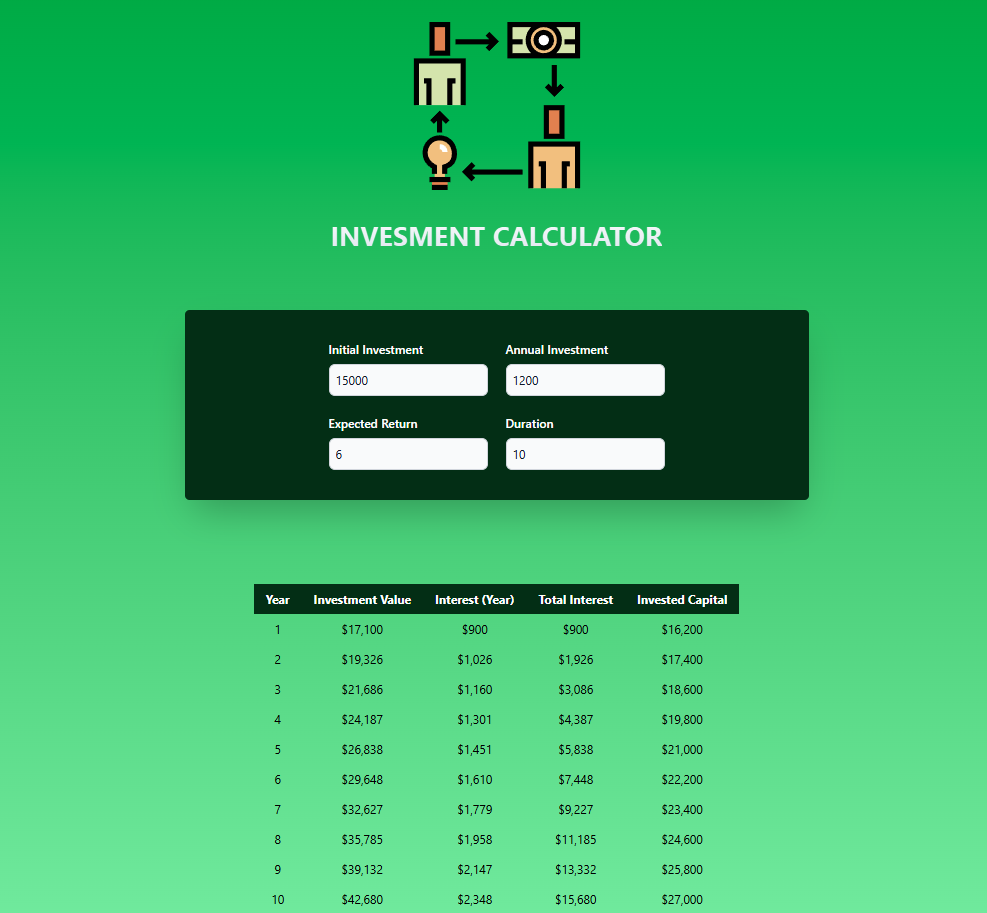 INVESMENT CALCULATOR
Initial Investment Annual Investment
15000 1200
Expected Return Duration
6 10
Year Investment Value Interest (Year) Total Interest Invested Capital
1 $17,100 $900 $900 $16,200
2 $19,326 $1,026 $1,926 $17,400
3 $21,686 $1,160 $3,086 $18,600
4 $24,187 $1,301 $4,387 $19,800
5 $26,838 $1,451 $5,838 $21,000
6 $29,648 $1,610 $7,448 $22,200
7 $32,627 $1,779 $9,227 $23,400
8 $35,785 $1,958 $11,185 $24,600
9 $39,132 $2,147 $13,332 $25,800
10 $42,680 $2,348 $15,680 $27,000